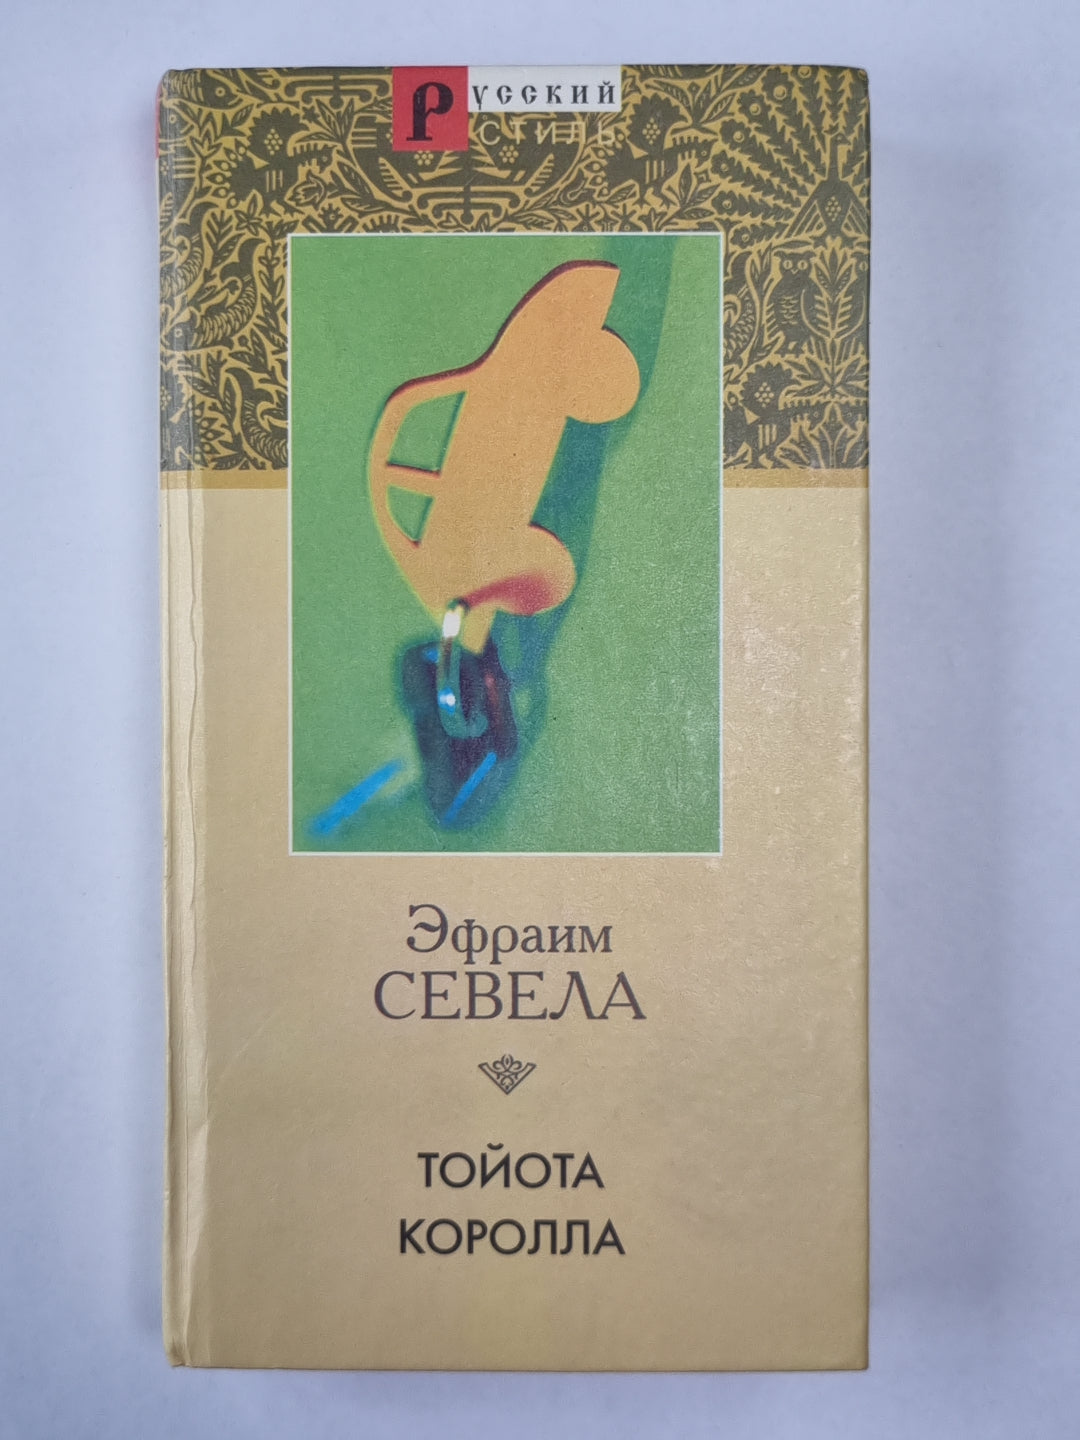 Русский
СТИЛЬ
Эфраим
СЕВЕЛА
ТОЙОТА
КОРОЛЛА